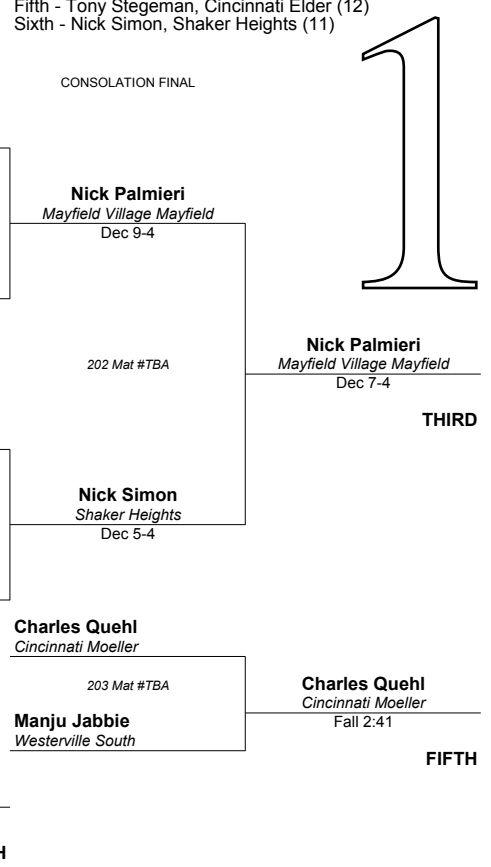 Fifth - Tony Stegeman, Cincinnati Elder (12)
Sixth - Nick Simon, Shaker Heights (11)
1
CONSOLATION FINAL
Nick Palmieri
Mayfield Village Mayfield
Dec 9-4
202 Mat #TBA
Nick Palmieri
Mayfield Village Mayfield
Dec 7-4
THIRD
Nick Simon
Shaker Heights
Dec 5-4
Charles Quehl
Cincinnati Moeller
203 Mat #TBA
Manju Jabbie
Westerville South
Charles Quehl
Cincinnati Moeller
Fall 2:41
FIFTH
H